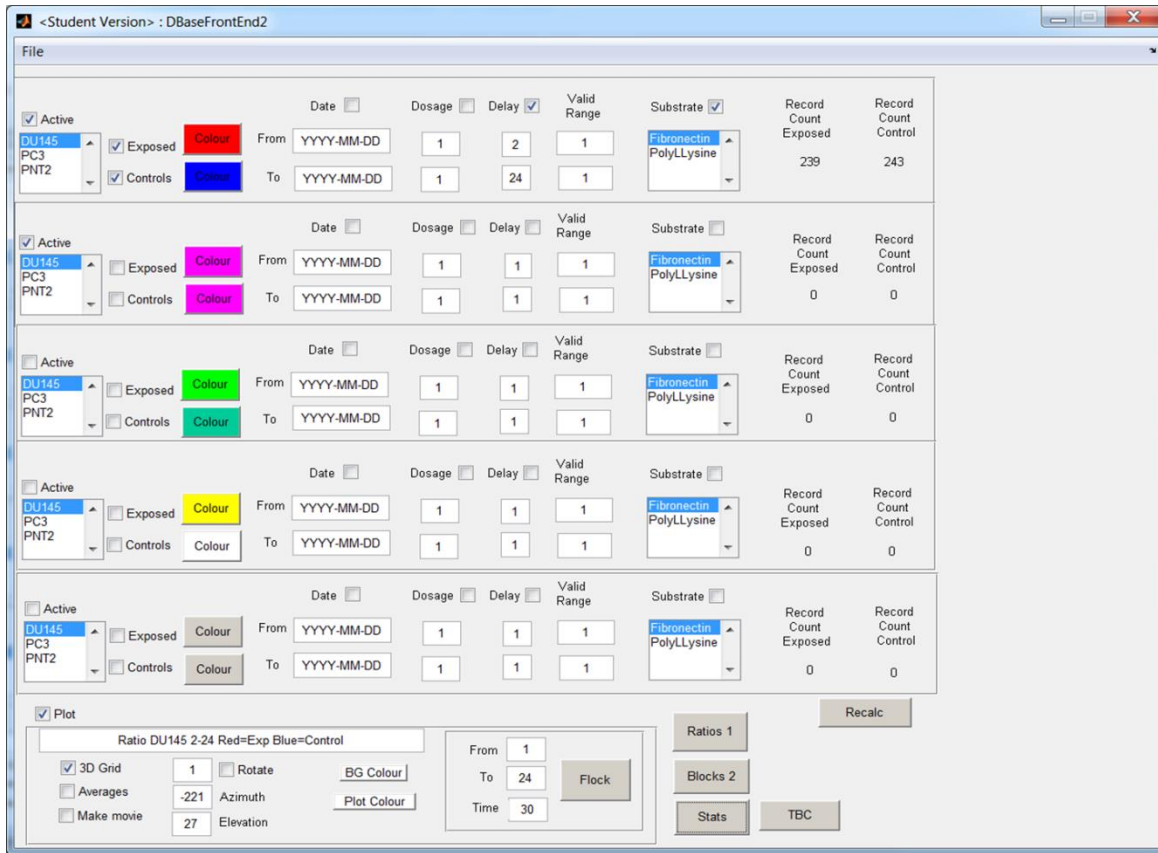 <Student Version> : DBaseFrontEnd2
File
Date Dosage Delay Valid Range Substrate Record Count Exposed Record Count Control
Active
DU145 Exposed Colour From YYYY-MM-DD 1 2 1 Fibronectin
PC3 PolyLLysine 239 243
PNT2 Controls Colour To YYYY-MM-DD 1 24 1
Date Dosage Delay Valid Range Substrate Record Count Exposed Record Count Control
Active
DU145 Exposed Colour From YYYY-MM-DD 1 1 1 Fibronectin
PC3 PolyLLysine
PNT2 Controls Colour To YYYY-MM-DD 1 1 1 0 0
Date Dosage Delay Valid Range Substrate Record Count Exposed Record Count Control
Active
DU145 Exposed Colour From YYYY-MM-DD 1 1 1 Fibronectin
PC3 PolyLLysine
PNT2 Controls Colour To YYYY-MM-DD 1 1 1 0 0
Date Dosage Delay Valid Range Substrate Record Count Exposed Record Count Control
Active
DU145 Exposed Colour From YYYY-MM-DD 1 1 1 Fibronectin
PC3 PolyLLysine
PNT2 Controls Colour To YYYY-MM-DD 1 1 1 0 0
Date Dosage Delay Valid Range Substrate Record Count Exposed Record Count Control
Active
DU145 Exposed Colour From YYYY-MM-DD 1 1 1 Fibronectin
PC3 PolyLLysine
PNT2 Controls Colour To YYYY-MM-DD 1 1 1 0 0
Plot Recalc
Ratio DU145 2-24 Red=Exp Blue=Control Ratios 1
3D Grid 1 Rotate BG Colour From 1
Averages -221 Azimuth Plot Colour To 24 Flock Blocks 2
Make movie 27 Elevation Time 30 Stats TBC